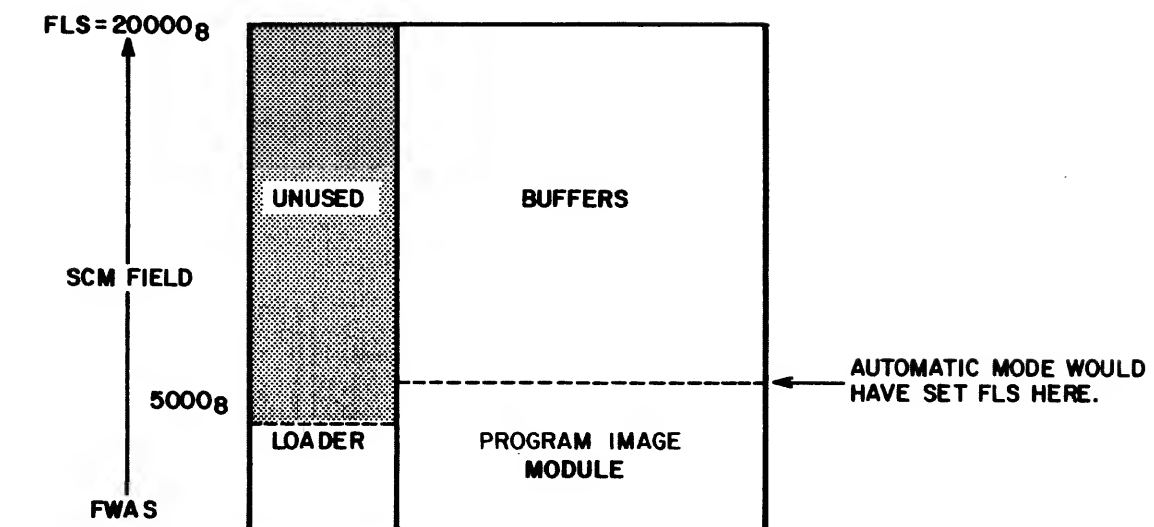 FLS=20000₈
UNUSED
BUFFERS
SCM FIELD
AUTOMATIC MODE WOULD
HAVE SET FLS HERE.
5000₈
LOADER
PROGRAM IMAGE
MODULE
FWAS